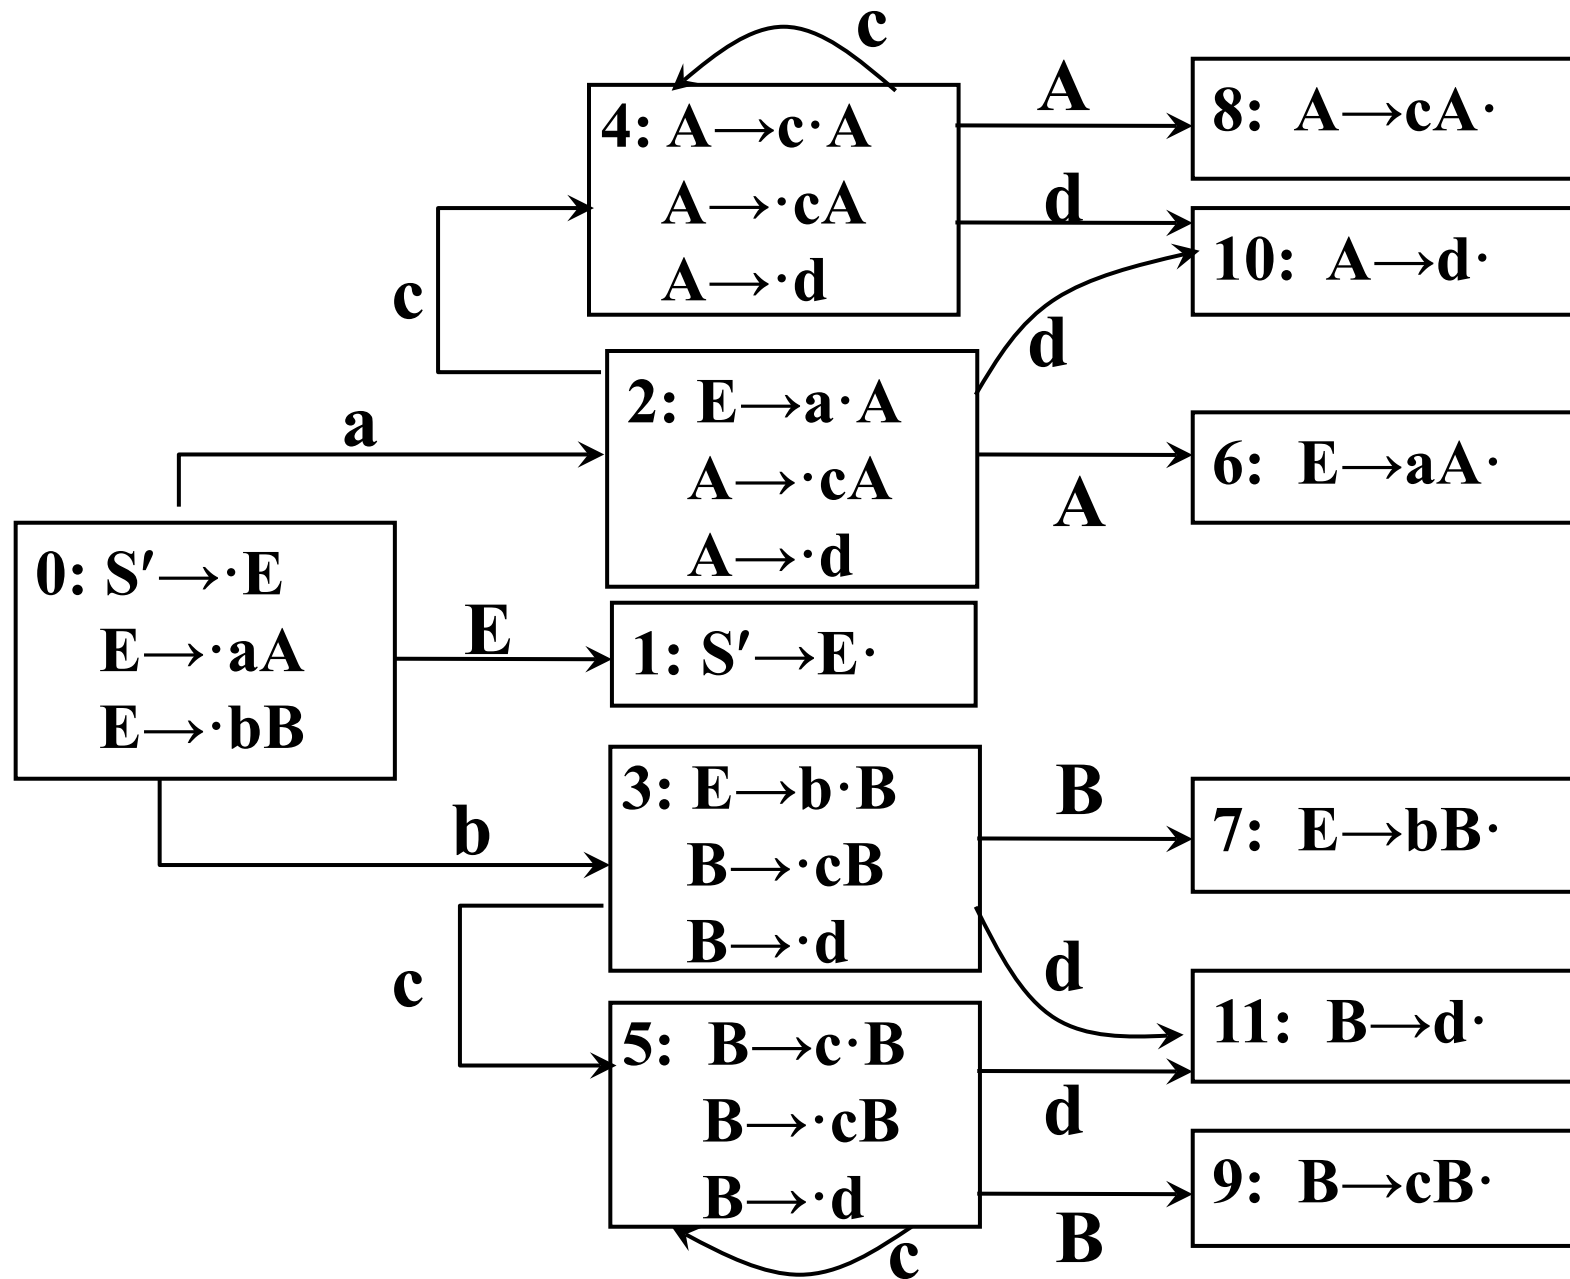 c
4: A→c·A
A→·cA
A→·d
A
8: A→cA·
d
10: A→d·
c
d
a
2: E→a·A
A→·cA
A→·d
A
6: E→aA·
0: S′→·E
E→·aA
E→·bB
E
1: S′→E·
b
3: E→b·B
B→·cB
B→·d
B
7: E→bB·
c
d
11: B→d·
5: B→c·B
B→·cB
B→·d
d
9: B→cB·
B
c